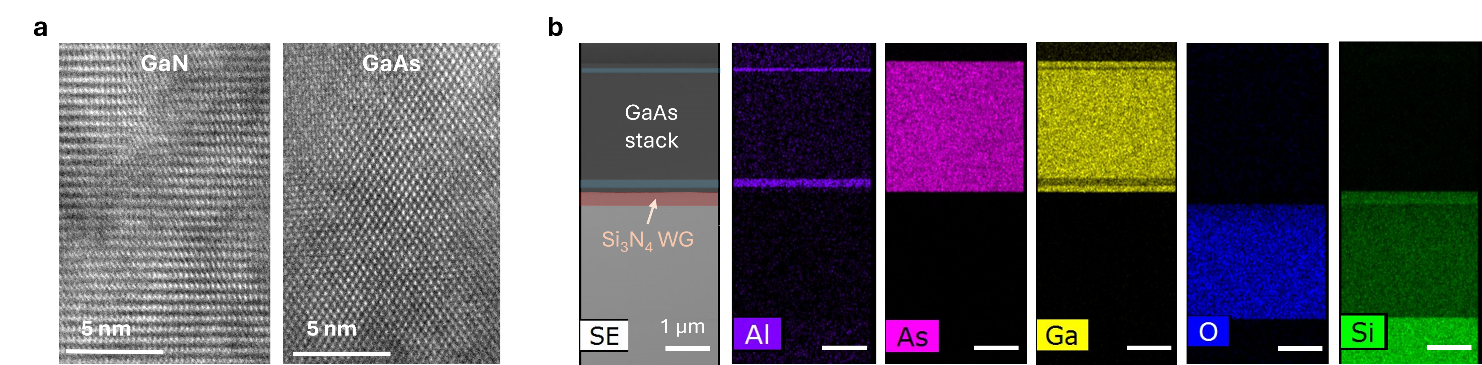 a
GaN
5 nm
GaAs
5 nm
b
GaAs
stack
Si₃N₄ WG
SE
1 μm
Al
As
Ga
O
Si